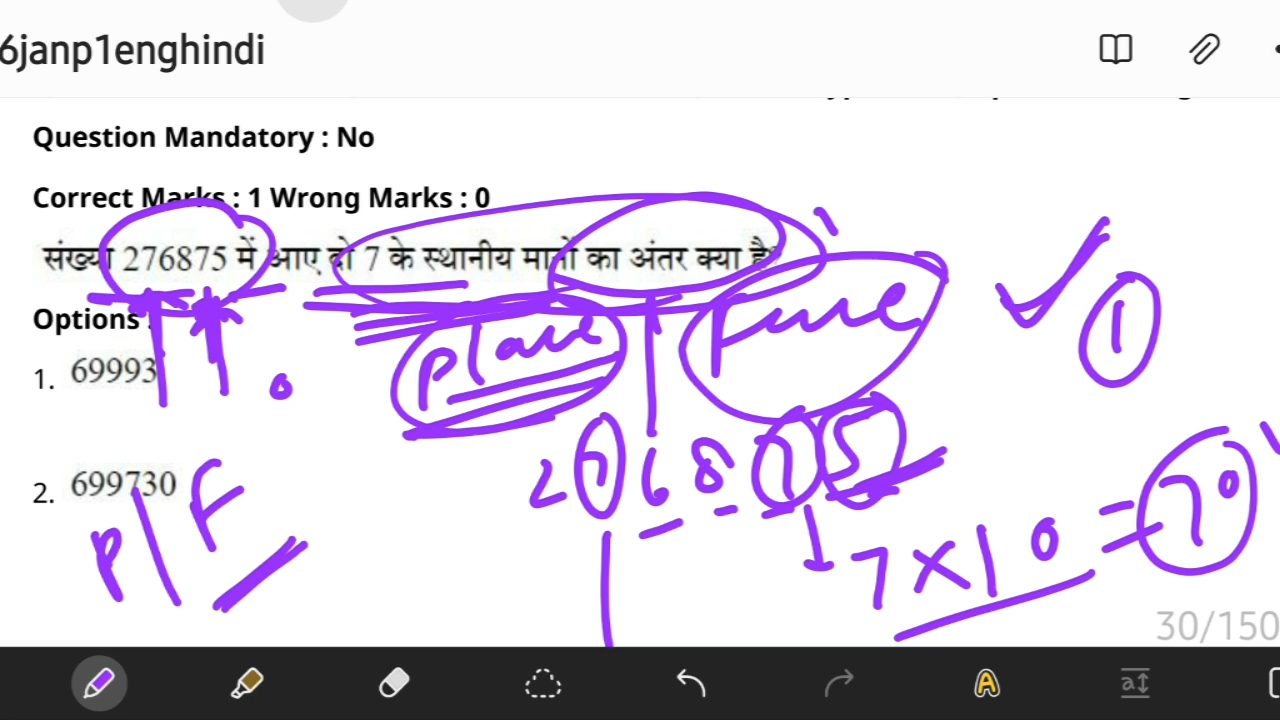 6janp1enghindi
Question Mandatory : No
Correct Marks : 1 Wrong Marks : 0
संख्या 276875 में आए दो 7 के स्थानीय मानों का अंतर क्या है?
Options :
1. 69993
place
Face
1
2. 699730
276875
P/F
7×10 = 70
30/150
A